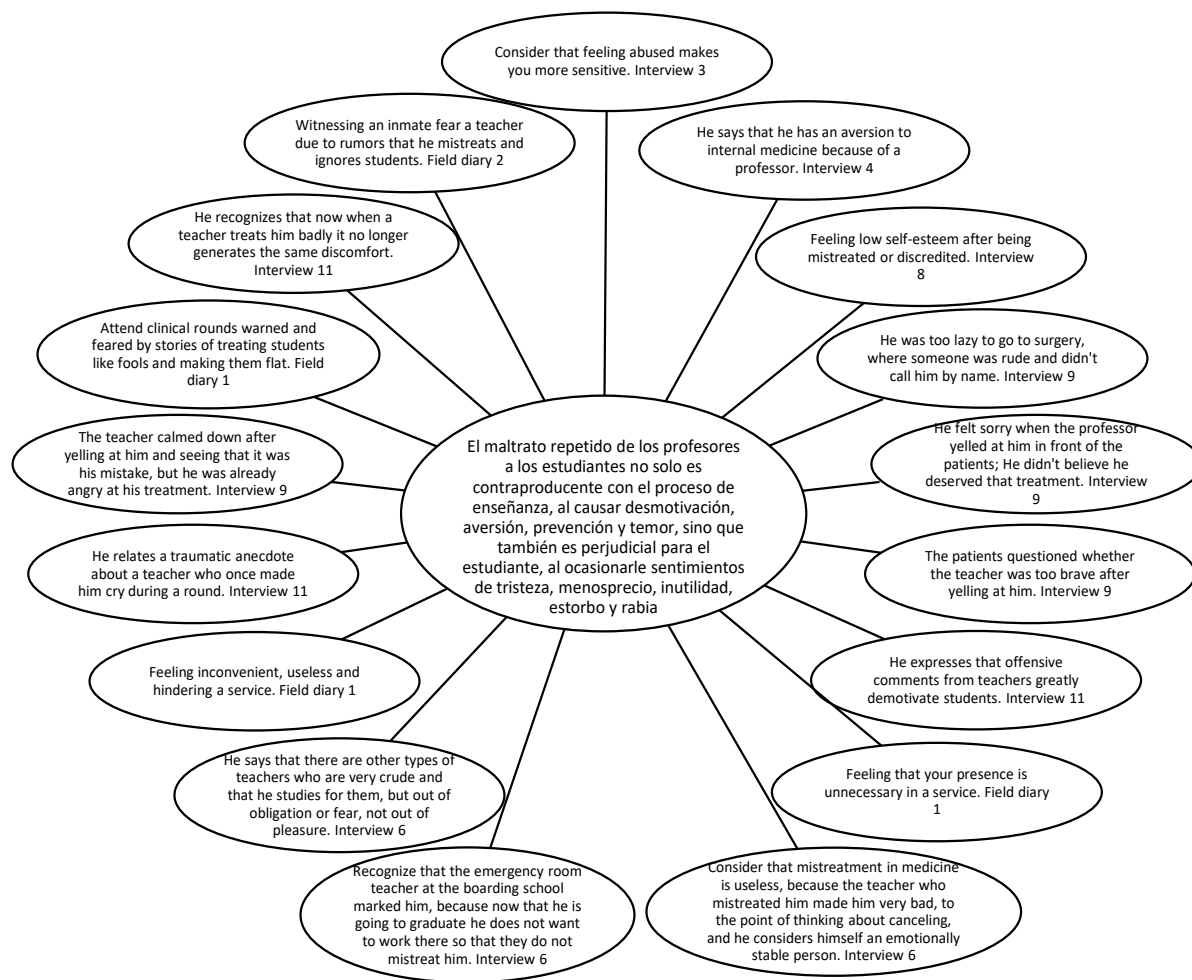 Consider that feeling abused makes
you more sensitive. Interview 3
Witnessing an inmate fear a teacher
due to rumors that he mistreats and
ignores students. Field diary 2
He says that he has an aversion to
internal medicine because of a
professor. Interview 4
He recognizes that now when a
teacher treats him badly it no longer
generates the same discomfort.
Interview 11
Feeling low self-esteem after being
mistreated or discredited. Interview
8
Attend clinical rounds warned and
feared by stories of treating students
like fools and making them flat. Field
diary 1
He was too lazy to go to surgery,
where someone was rude and didn't
call him by name. Interview 9
El maltrato repetido de los profesores
a los estudiantes no solo es
contraproducente con el proceso de
enseñanza, al causar desmotivación,
aversión, prevención y temor, sino que
también es perjudicial para el
estudiante, al ocasionarle sentimientos
de tristeza, menosprecio, inutilidad,
estorbo y rabia
The teacher calmed down after
yelling at him and seeing that it was
his mistake, but he was already
angry at his treatment. Interview 9
He felt sorry when the professor
yelled at him in front of the
patients; He didn't believe he
deserved that treatment. Interview
9
He relates a traumatic anecdote
about a teacher who once made
him cry during a round. Interview 11
The patients questioned whether
the teacher was too brave after
yelling at him. Interview 9
Feeling inconvenient, useless and
hindering a service. Field diary 1
He expresses that offensive
comments from teachers greatly
demotivate students. Interview 11
He says that there are other types of
teachers who are very crude and
that he studies for them, but out of
obligation or fear, not out of
pleasure. Interview 6
Feeling that your presence is
unnecessary in a service. Field diary
1
Recognize that the emergency room
teacher at the boarding school
marked him, because now that he is
going to graduate he does not want
to work there so that they do not
mistreat him. Interview 6
Consider that mistreatment in medicine
is useless, because the teacher who
mistreated him made him very bad, to
the point of thinking about canceling,
and he considers himself an emotionally
stable person. Interview 6